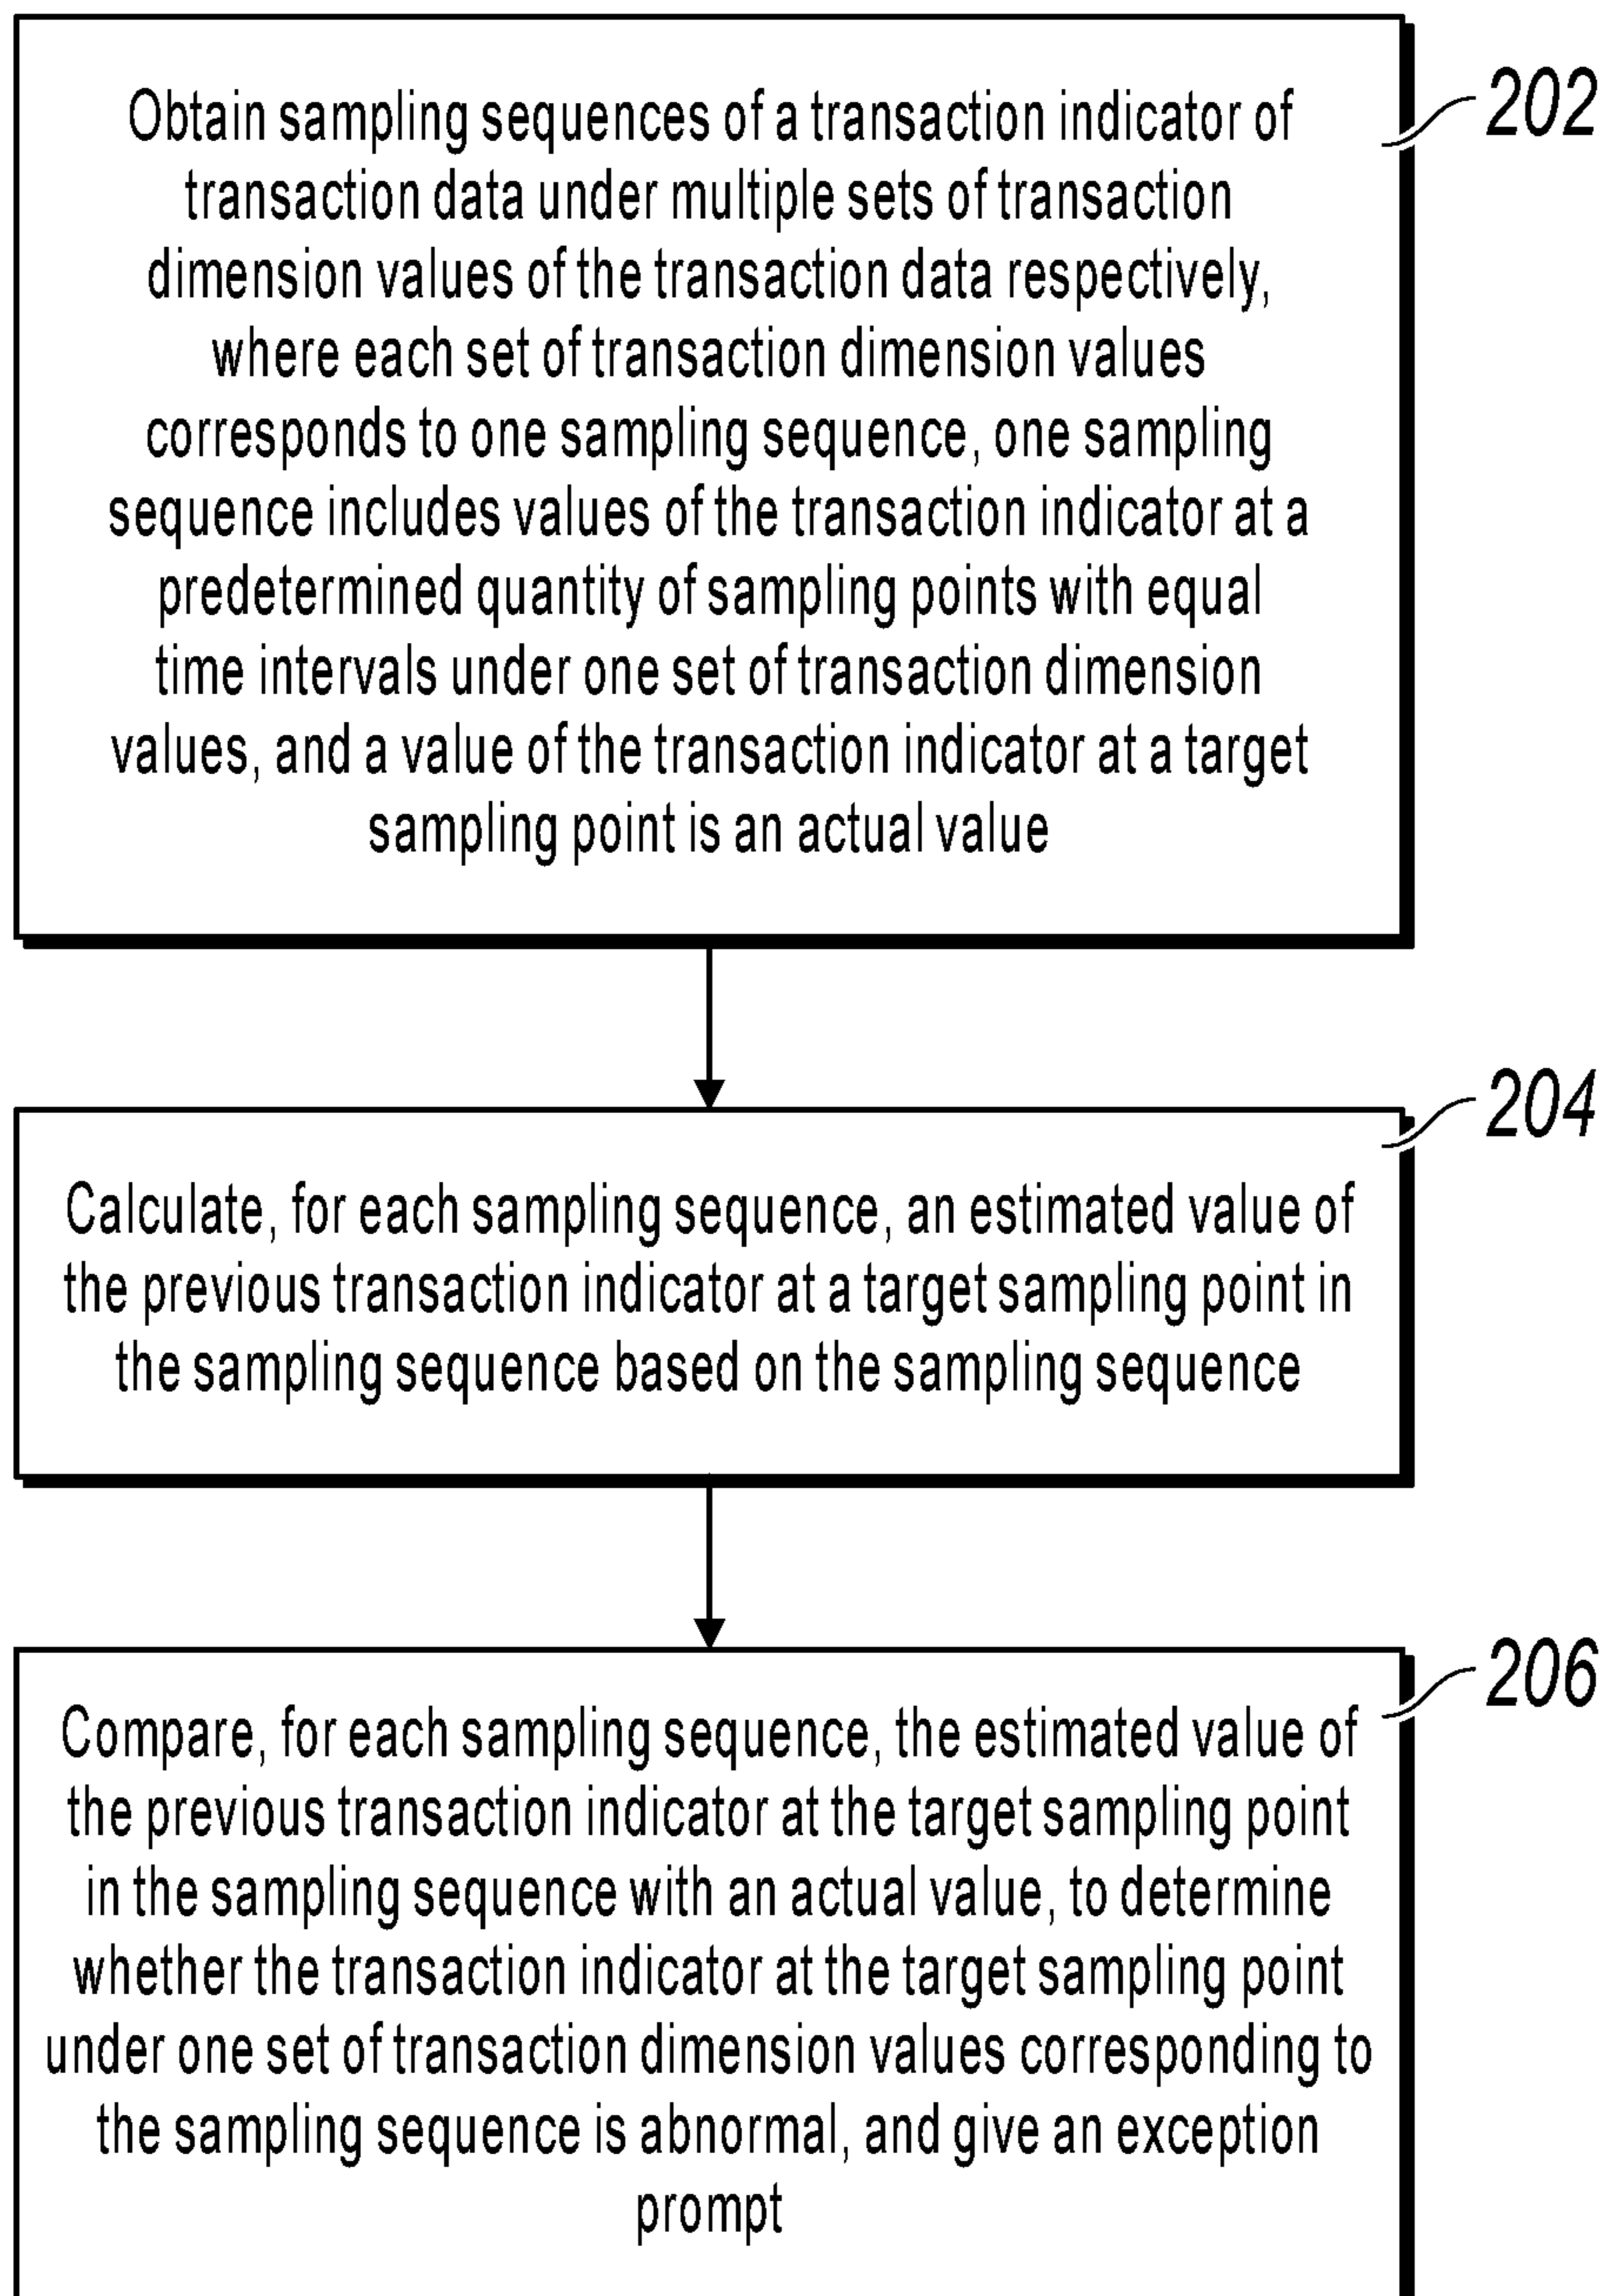 Obtain sampling sequences of a transaction indicator of
transaction data under multiple sets of transaction
dimension values of the transaction data respectively,
where each set of transaction dimension values
corresponds to one sampling sequence, one sampling
sequence includes values of the transaction indicator at a
predetermined quantity of sampling points with equal
time intervals under one set of transaction dimension
values, and a value of the transaction indicator at a target
sampling point is an actual value
202
Calculate, for each sampling sequence, an estimated value of
the previous transaction indicator at a target sampling point in
the sampling sequence based on the sampling sequence
204
Compare, for each sampling sequence, the estimated value of
the previous transaction indicator at the target sampling point
in the sampling sequence with an actual value, to determine
whether the transaction indicator at the target sampling point
under one set of transaction dimension values corresponding to
the sampling sequence is abnormal, and give an exception
prompt
206